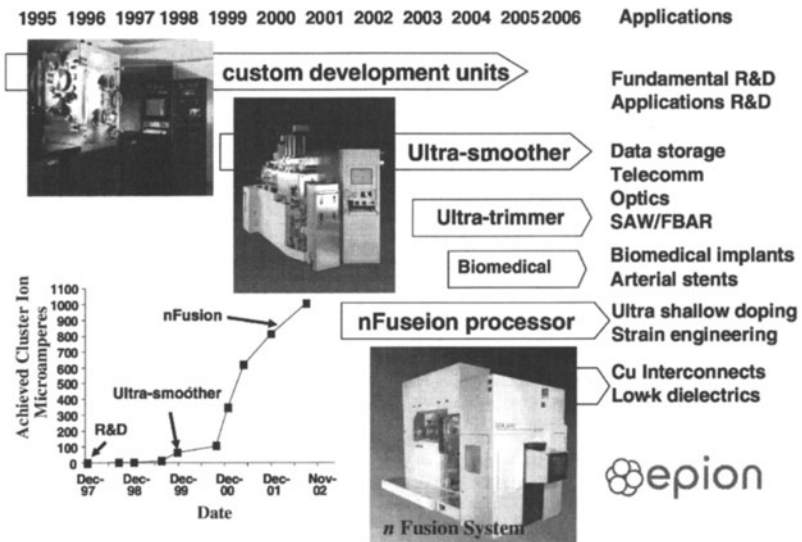 1995 1996 1997 1998 1999 2000 2001 2002 2003 2004 2005 2006 Applications
custom development units
Fundamental R&D
Applications R&D
Ultra-smoother
Data storage
Telecomm
Optics
SAW/FBAR
Ultra-trimmer
Biomedical
Biomedical implants
Arterial stents
nFuseion processor
Ultra shallow doping
Strain engineering
Cu Interconnects
Low-k dielectrics
Achieved Cluster Ion
Microamperes
1100
1000
900
800
700
600
500
400
300
200
100
0
nFusion
Ultra-smoother
R&D
Dec-97 Dec-98 Dec-99 Dec-00 Dec-01 Nov-02
Date
n Fusion System
epion